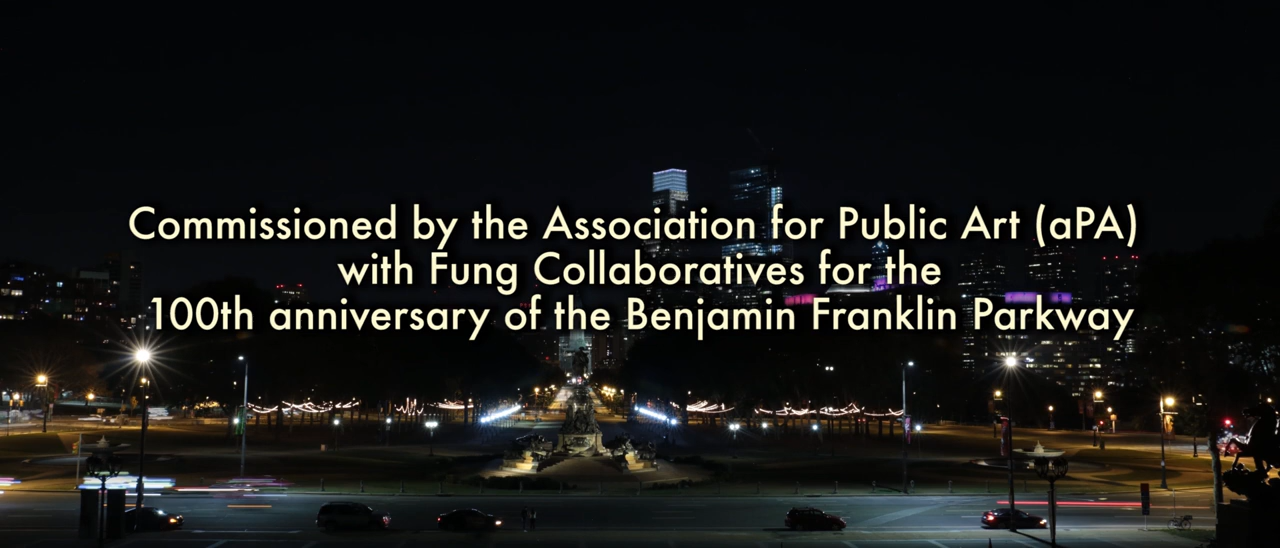 Commissioned by the Association for Public Art (aPA)
with Fung Collaboratives for the
100th anniversary of the Benjamin Franklin Parkway